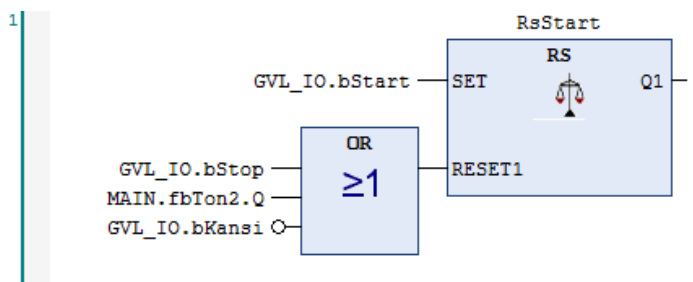 1
RsStart
RS
GVL_IO.bStart SET Q1
OR
GVL_IO.bStop RESET1
≥1
MAIN.fbTon2.Q
GVL_IO.bKansi